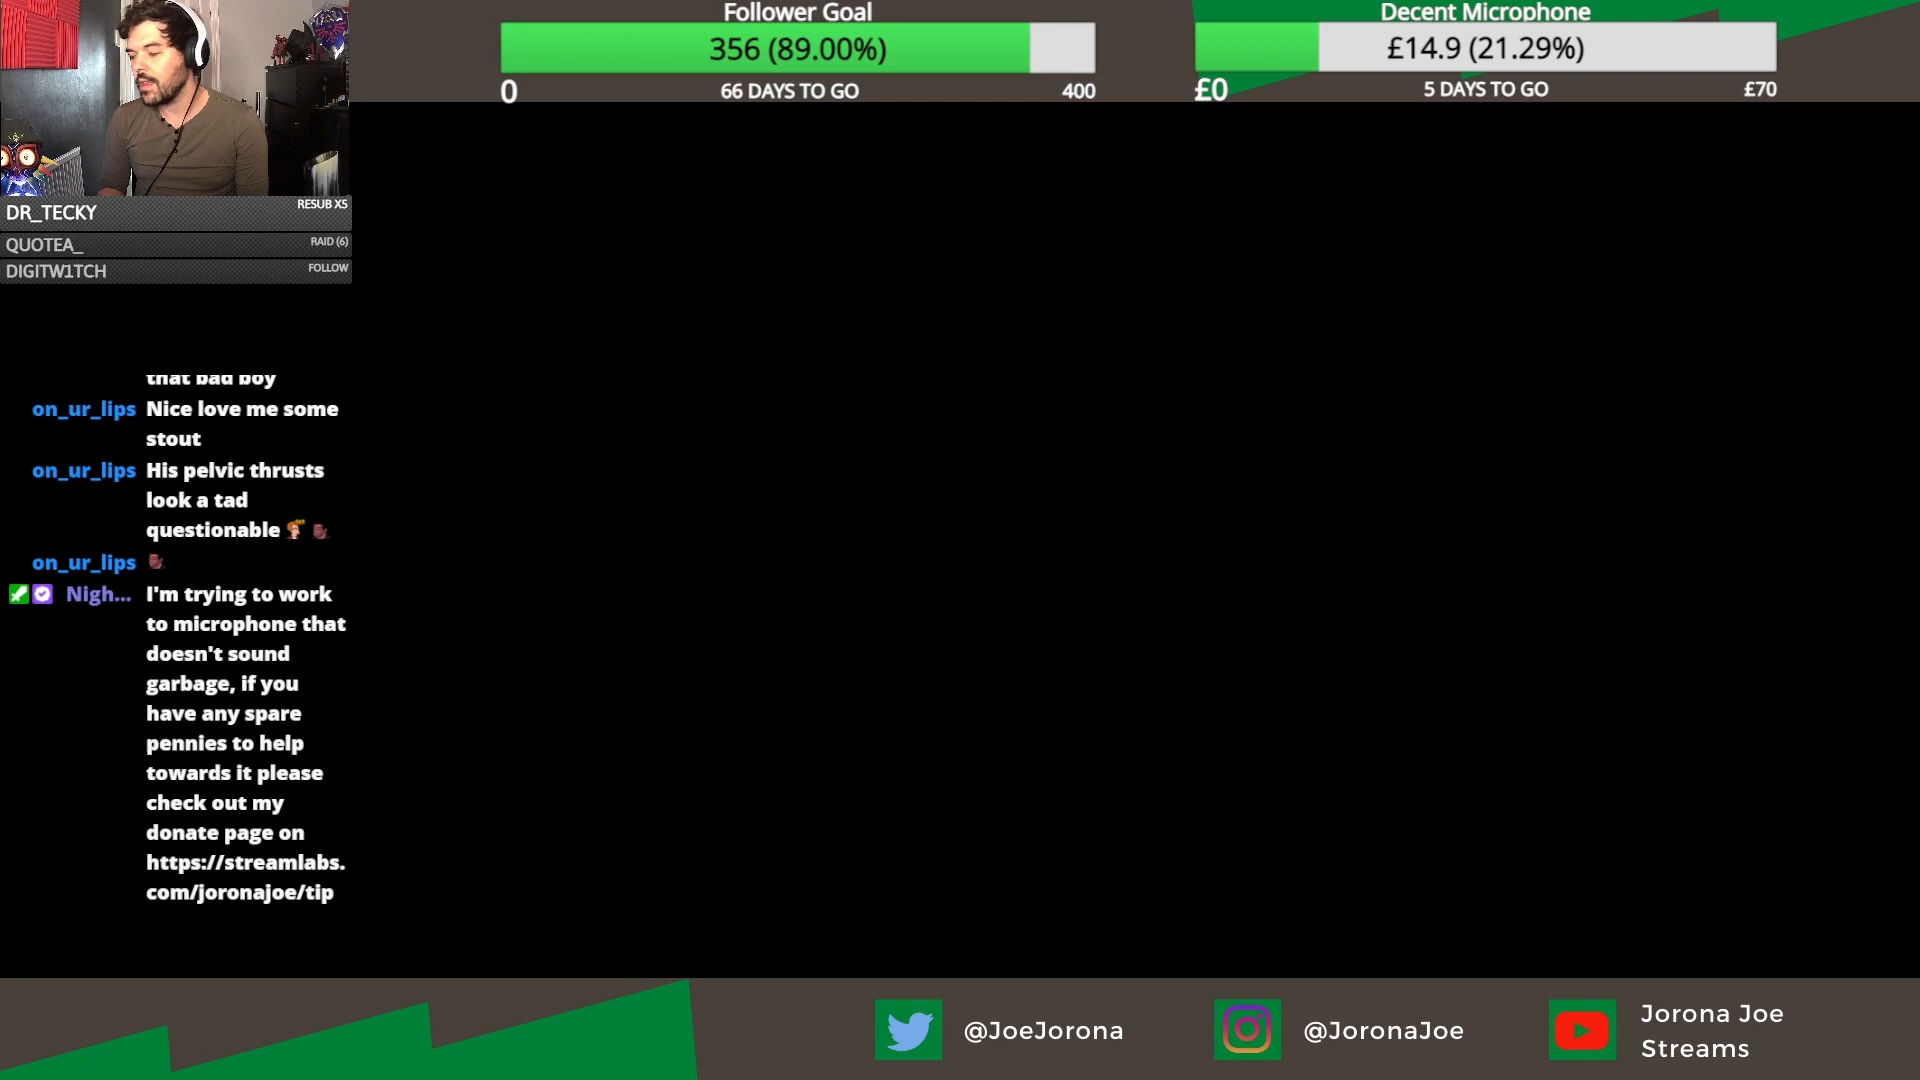 Follower Goal
356 (89.00%)
0
66 DAYS TO GO
400
Decent Microphone
£14.9 (21.29%)
£0
5 DAYS TO GO
£70
DR_TECKY
RESUB X5
QUOTEA_
RAID (6)
DIGITW1TCH
FOLLOW
that bad boy
on_ur_lips Nice love me some
stout
on_ur_lips His pelvic thrusts
look a tad
questionable
on_ur_lips
Nigh... I'm trying to work
to microphone that
doesn't sound
garbage, if you
have any spare
pennies to help
towards it please
check out my
donate page on
https://streamlabs.
com/joronajoe/tip
@JoeJorona
@JoronaJoe
Jorona Joe
Streams